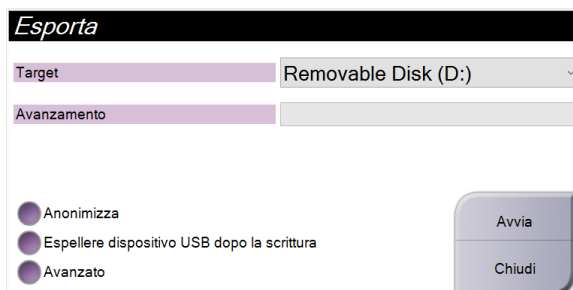 Esporta
Target Removable Disk (D:)
Avanzamento
Anonimizza
Espellere dispositivo USB dopo la scrittura
Avanzato
Avvia
Chiudi